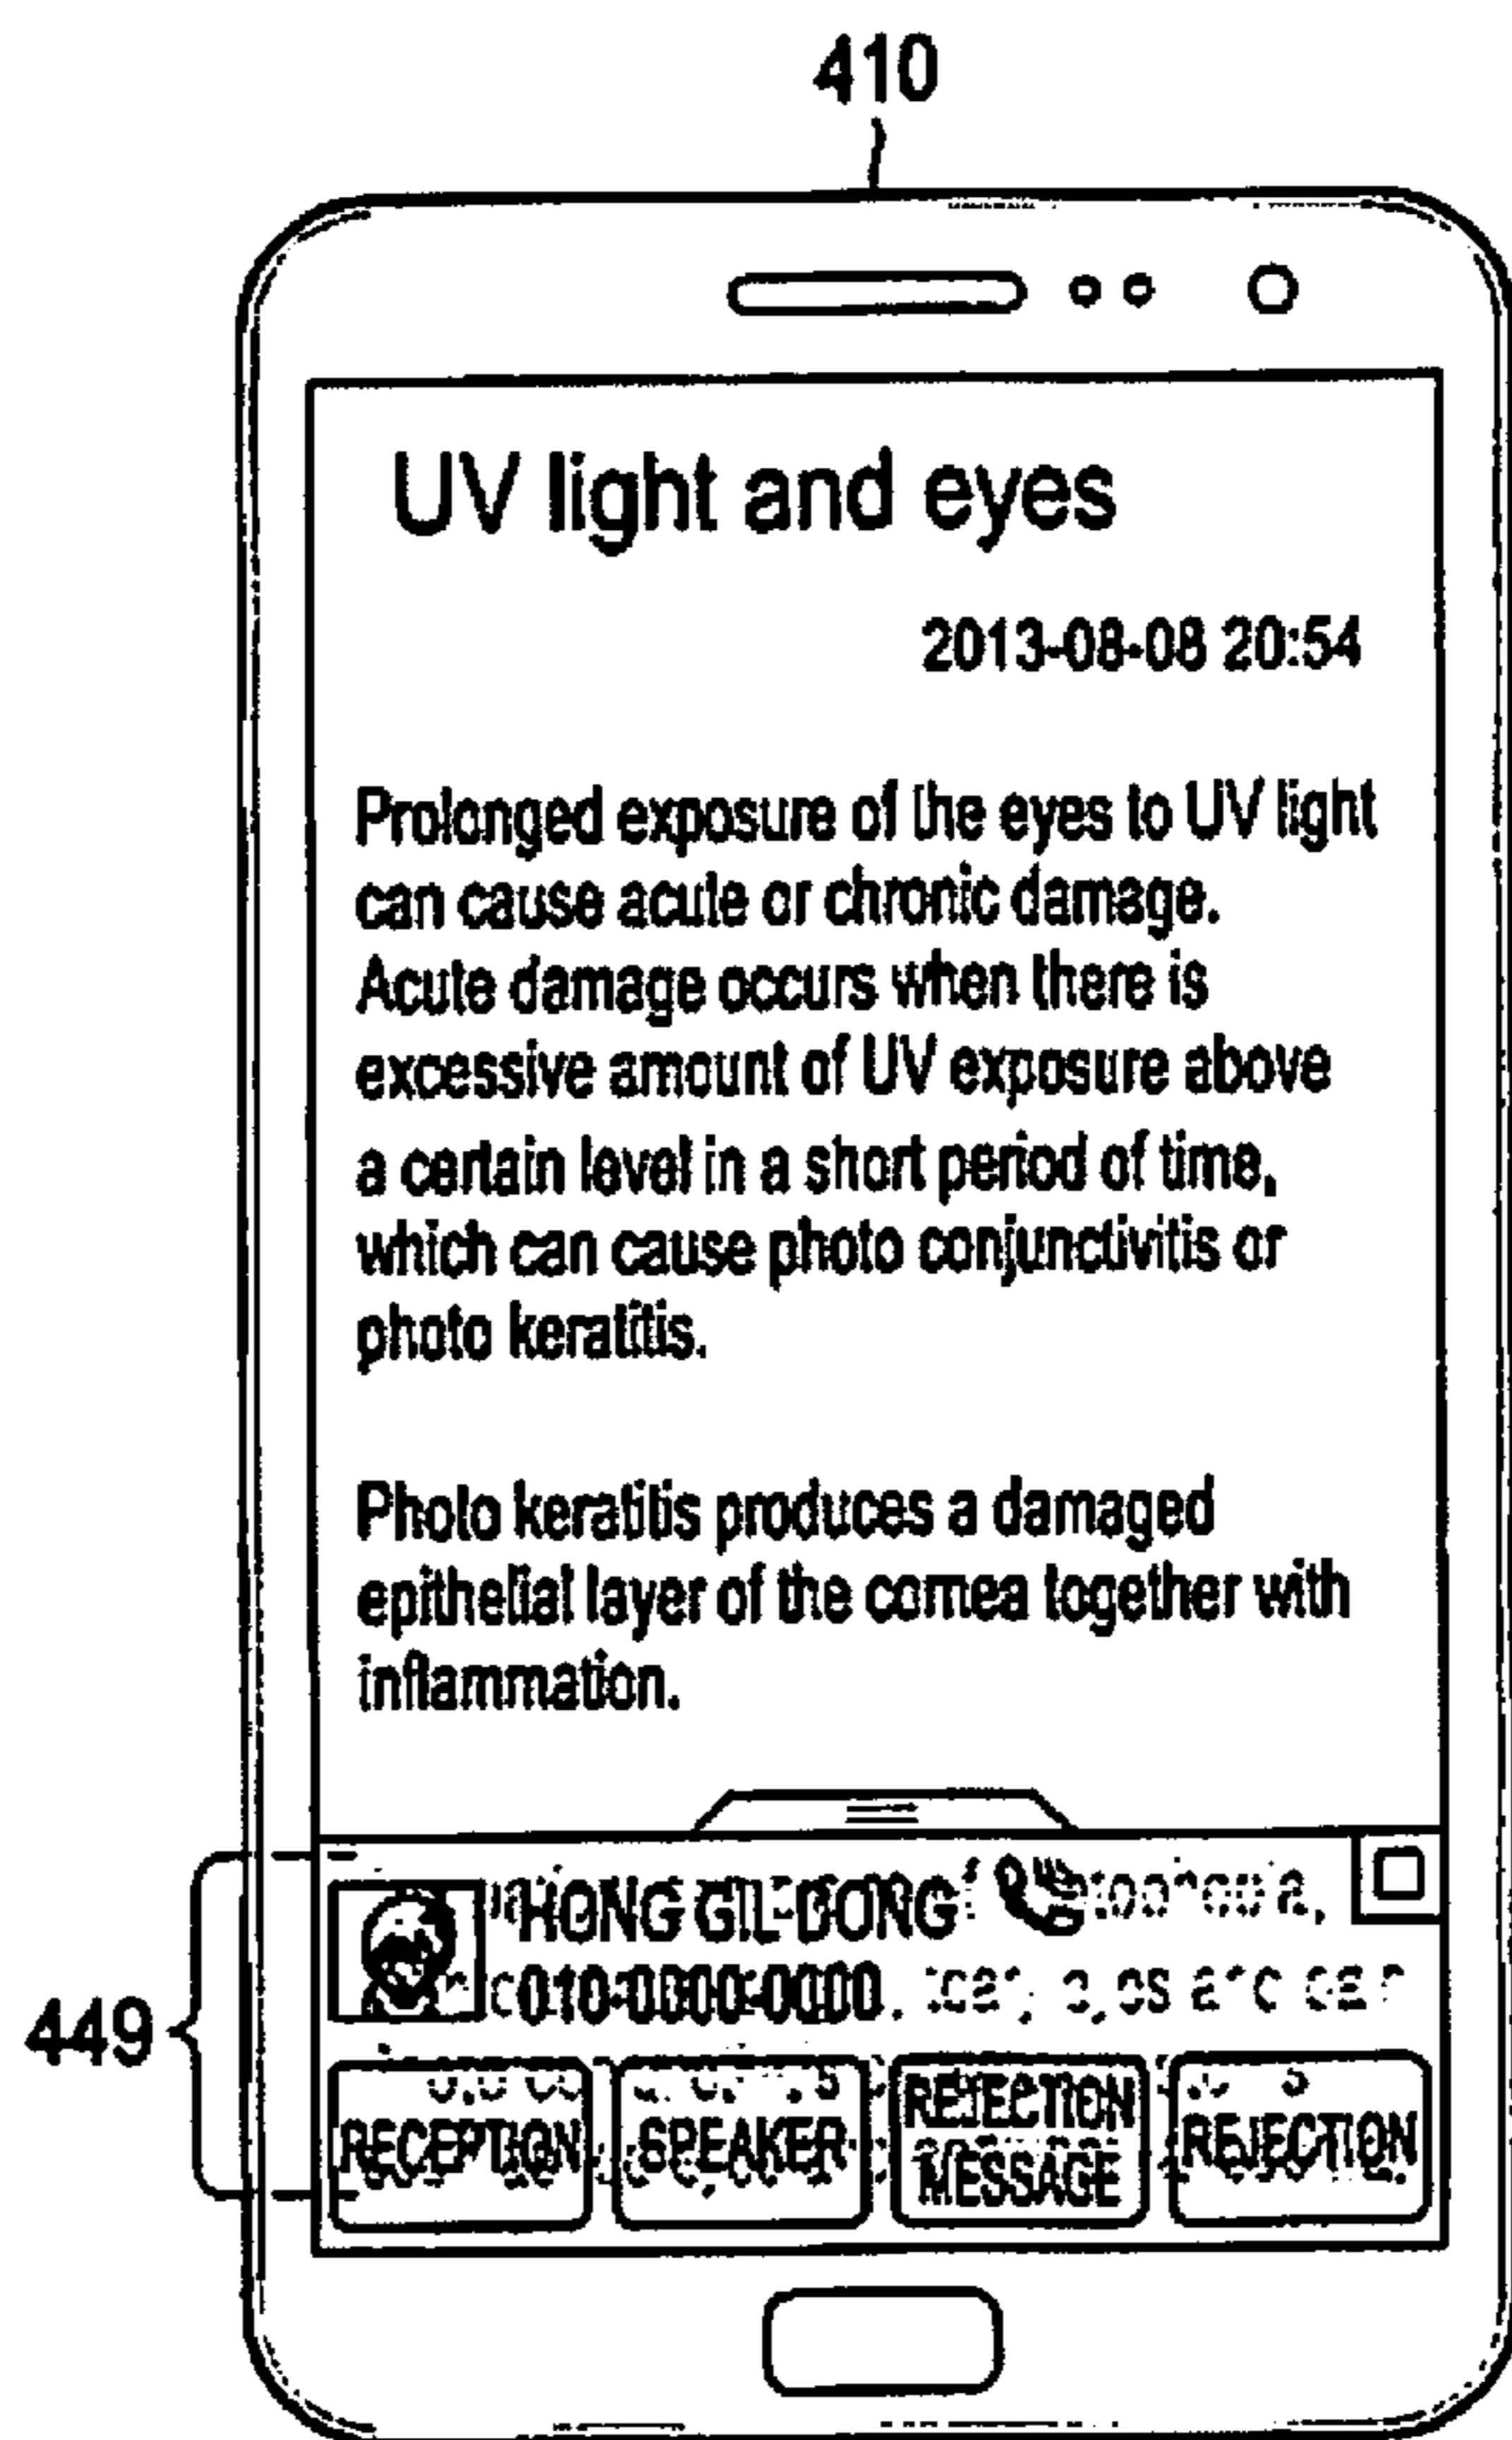 410
UV light and eyes
2013-08-08 20:54
Prolonged exposure of the eyes to UV light
can cause acute or chronic damage.
Acute damage occurs when there is
excessive amount of UV exposure above
a certain level in a short period of time,
which can cause photo conjunctivitis or
photo keratitis.
Photo keratitis produces a damaged
epithelial layer of the cornea together with
inflammation.
HONG GIL-DONG
449
010-0000-0000
RECEPTION
SPEAKER
REJECTION
MESSAGE
REJECTION